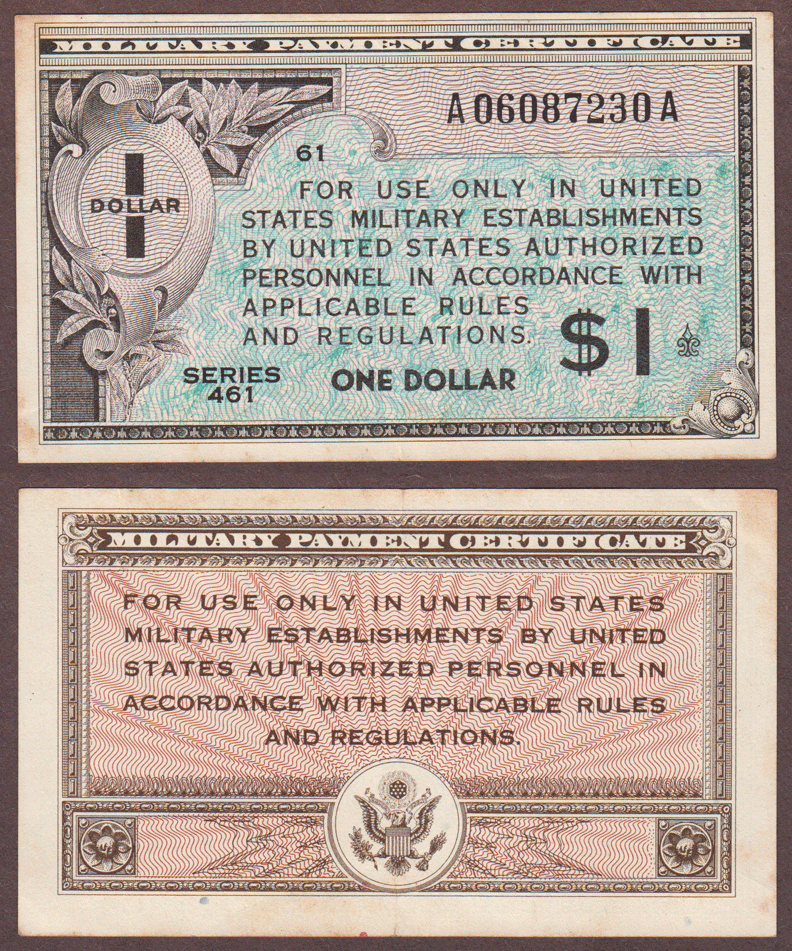 MILITARY PAYMENT CERTIFICATE
A06087230A
61
1
DOLLAR
FOR USE ONLY IN UNITED
STATES MILITARY ESTABLISHMENTS
BY UNITED STATES AUTHORIZED
PERSONNEL IN ACCORDANCE WITH
APPLICABLE RULES
AND REGULATIONS.
$1
SERIES
461
ONE DOLLAR
MILITARY PAYMENT CERTIFICATE
FOR USE ONLY IN UNITED STATES
MILITARY ESTABLISHMENTS BY UNITED
STATES AUTHORIZED PERSONNEL IN
ACCORDANCE WITH APPLICABLE RULES
AND REGULATIONS.